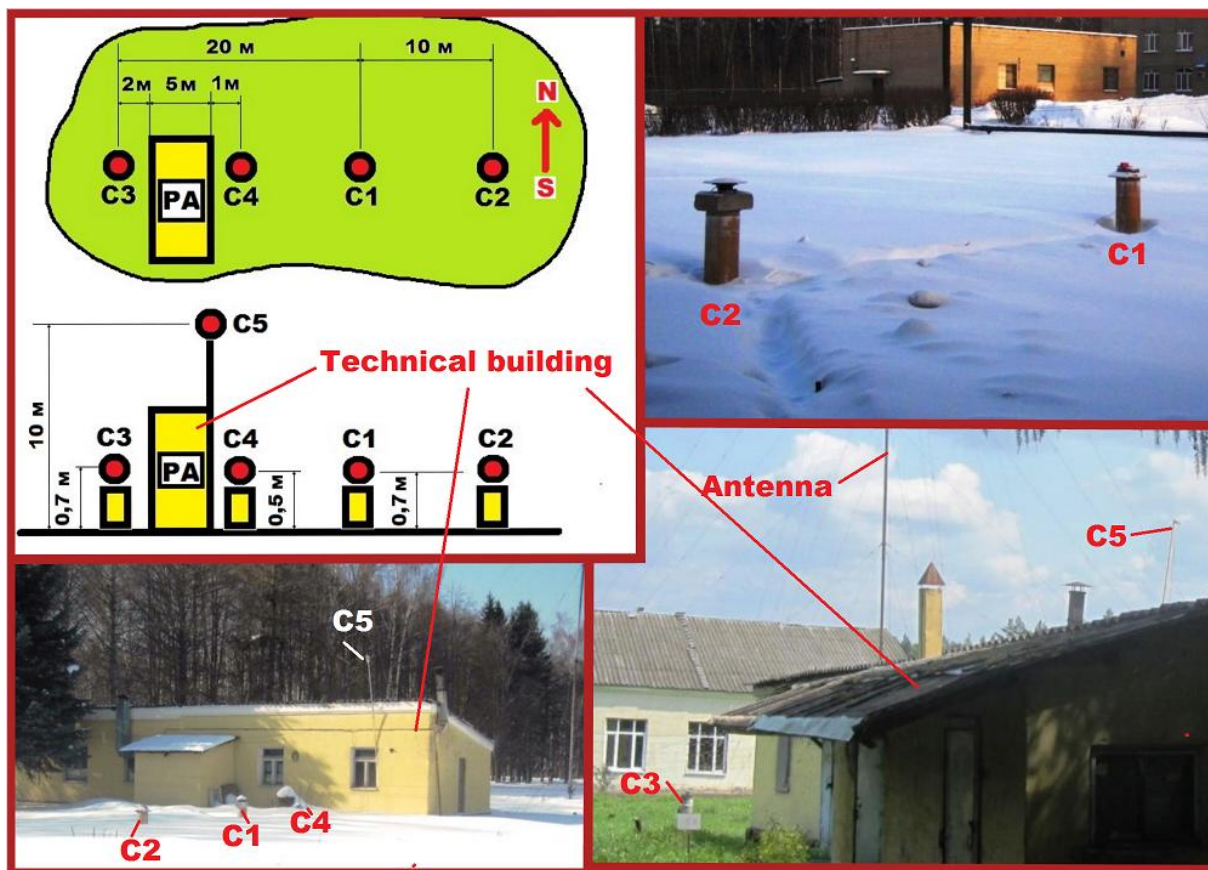 20 м
10 м
2м
5м
1м
N
S
C3
PA
C4
C1
C2
C5
Technical building
10 м
C3
C4
C1
C2
PA
0,7 м
0,5 м
0,7 м
C2
C1
Antenna
C5
C5
C2
C1
C4
C3